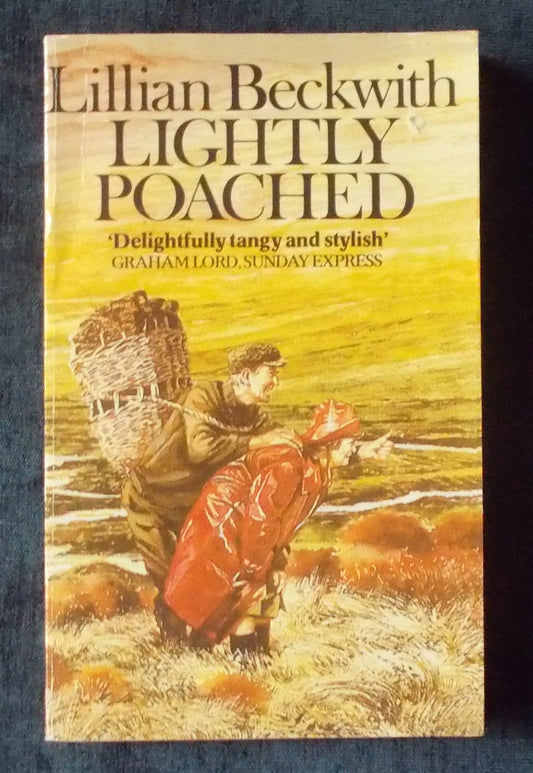 Lillian Beckwith
LIGHTLY
POACHED
‘Delightfully tangy and stylish’
GRAHAM LORD, SUNDAY EXPRESS